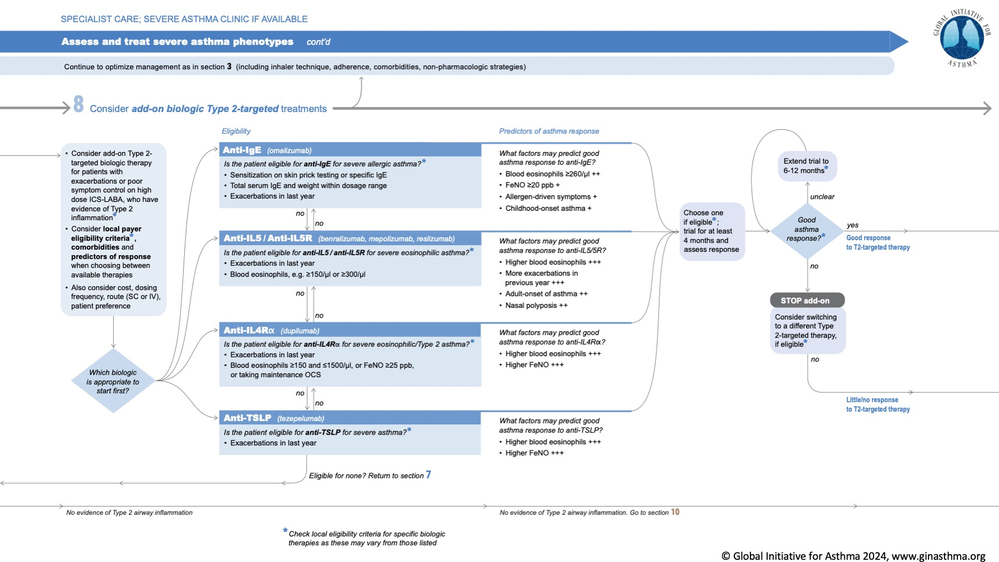 SPECIALIST CARE; SEVERE ASTHMA CLINIC IF AVAILABLE
Assess and treat severe asthma phenotypes cont'd
GLOBAL INITIATIVE FOR ASTHMA
Continue to optimize management as in section 3 (including inhaler technique, adherence, comorbidities, non-pharmacologic strategies)
8 Consider add-on biologic Type 2-targeted treatments
• Consider add-on Type 2-
targeted biologic therapy
for patients with
exacerbations or poor
symptom control on high
dose ICS-LABA, who have
evidence of Type 2
inflammation*
• Consider local payer
eligibility criteria*,
comorbidities and
predictors of response
when choosing between
available therapies
• Also consider cost, dosing
frequency, route (SC or IV),
patient preference
Which biologic
is appropriate to
start first?
Eligibility
Anti-IgE (omalizumab)
Is the patient eligible for anti-IgE for severe allergic asthma?*
• Sensitization on skin prick testing or specific IgE
• Total serum IgE and weight within dosage range
• Exacerbations in last year
no
no
Anti-IL5 / Anti-IL5R (benralizumab, mepolizumab, reslizumab)
Is the patient eligible for anti-IL5 / anti-IL5R for severe eosinophilic asthma?*
• Exacerbations in last year
• Blood eosinophils, e.g. ≥150/µl or ≥300/µl
no
no
Anti-IL4Rα (dupilumab)
Is the patient eligible for anti-IL4Rα for severe eosinophilic/Type 2 asthma?*
• Exacerbations in last year
• Blood eosinophils ≥150 and ≤1500/µl, or FeNO ≥25 ppb,
or taking maintenance OCS
no
no
Anti-TSLP (tezepelumab)
Is the patient eligible for anti-TSLP for severe asthma?*
• Exacerbations in last year
Eligible for none? Return to section 7
Predictors of asthma response
What factors may predict good
asthma response to anti-IgE?
• Blood eosinophils ≥260/µl ++
• FeNO ≥20 ppb +
• Allergen-driven symptoms +
• Childhood-onset asthma +
What factors may predict good
asthma response to anti-IL5/5R?
• Higher blood eosinophils +++
• More exacerbations in
previous year +++
• Adult-onset of asthma ++
• Nasal polyposis ++
What factors may predict good
asthma response to anti-IL4Rα?
• Higher blood eosinophils +++
• Higher FeNO +++
What factors may predict good
asthma response to anti-TSLP?
• Higher blood eosinophils +++
• Higher FeNO +++
Choose one
if eligible*;
trial for at least
4 months and
assess response
Extend trial to
6-12 months*
unclear
Good
asthma
response?*
yes
Good response
to T2-targeted therapy
no
STOP add-on
Consider switching
to a different Type
2-targeted therapy,
if eligible*
no
Little/no response
to T2-targeted therapy
No evidence of Type 2 airway inflammation
No evidence of Type 2 airway inflammation. Go to section 10
* Check local eligibility criteria for specific biologic
therapies as these may vary from those listed
© Global Initiative for Asthma 2024, www.ginasthma.org